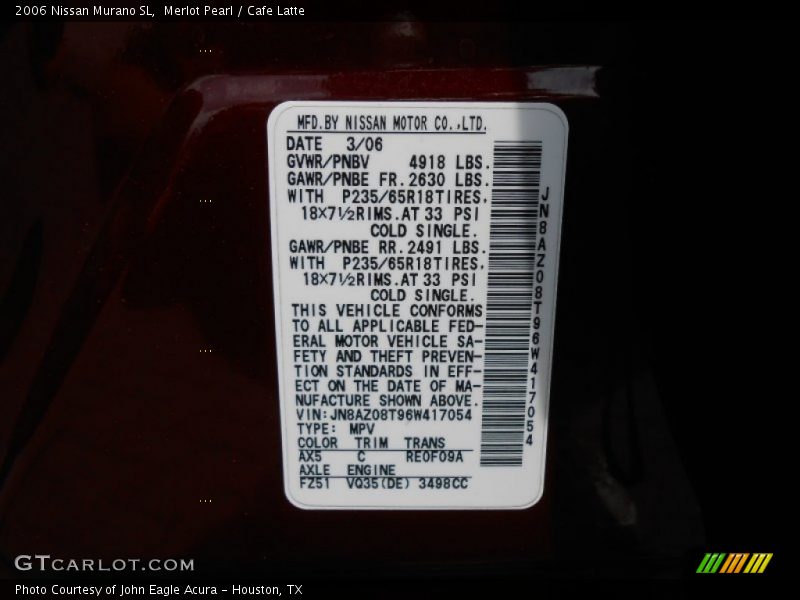 2006 Nissan Murano SL,  Merlot Pearl / Cafe Latte
MFD.BY NISSAN MOTOR CO.,LTD.
DATE 3/06
GVWR/PNBV 4918 LBS.
GAWR/PNBE FR.2630 LBS.
WITH P235/65R18TIRES,
18X7½RIMS.AT 33 PSI
COLD SINGLE.
GAWR/PNBE RR.2491 LBS.
WITH P235/65R18TIRES,
18X7½RIMS.AT 33 PSI
COLD SINGLE.
THIS VEHICLE CONFORMS
TO ALL APPLICABLE FED-
ERAL MOTOR VEHICLE SA-
FETY AND THEFT PREVEN-
TION STANDARDS IN EFF-
ECT ON THE DATE OF MA-
NUFACTURE SHOWN ABOVE.
VIN:JN8AZ08T96W417054
TYPE: MPV
COLOR TRIM TRANS
AX5 C RE0F09A
AXLE ENGINE
FZ51 VQ35(DE) 3498CC
JN8AZ08T96W417054
GTCARLOT.COM
Photo Courtesy of John Eagle Acura - Houston, TX